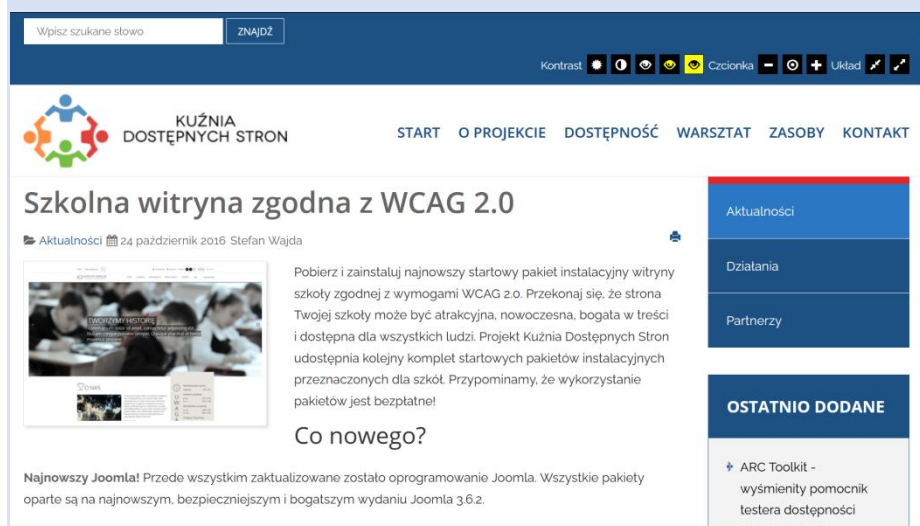 Wpisz szukane słowo
ZNAJDŹ
Kontrast Czcionka Układ
KUŹNIA
DOSTĘPNYCH STRON
START O PROJEKCIE DOSTĘPNOŚĆ WARSZTAT ZASOBY KONTAKT
Szkolna witryna zgodna z WCAG 2.0
Aktualności 24 październik 2016 Stefan Wajda
TWORZYMY HISTORIĘ
O NAS
UWAGA
Pobierz i zainstaluj najnowszy startowy pakiet instalacyjny witryny
szkoły zgodnej z wymogami WCAG 2.0. Przekonaj się, że strona
Twojej szkoły może być atrakcyjna, nowoczesna, bogata w treści
i dostępna dla wszystkich ludzi. Projekt Kuźnia Dostępnych Stron
udostępnia kolejny komplet startowych pakietów instalacyjnych
przeznaczonych dla szkół. Przypominamy, że wykorzystanie
pakietów jest bezpłatne!
Co nowego?
Najnowszy Joomla! Przede wszystkim zaktualizowane zostało oprogramowanie Joomla. Wszystkie pakiety
oparte są na najnowszym, bezpieczniejszym i bogatszym wydaniu Joomla 3.6.2.
Aktualności
Działania
Partnerzy
OSTATNIO DODANE
ARC Toolkit -
wyśmienity pomocnik
testera dostępności